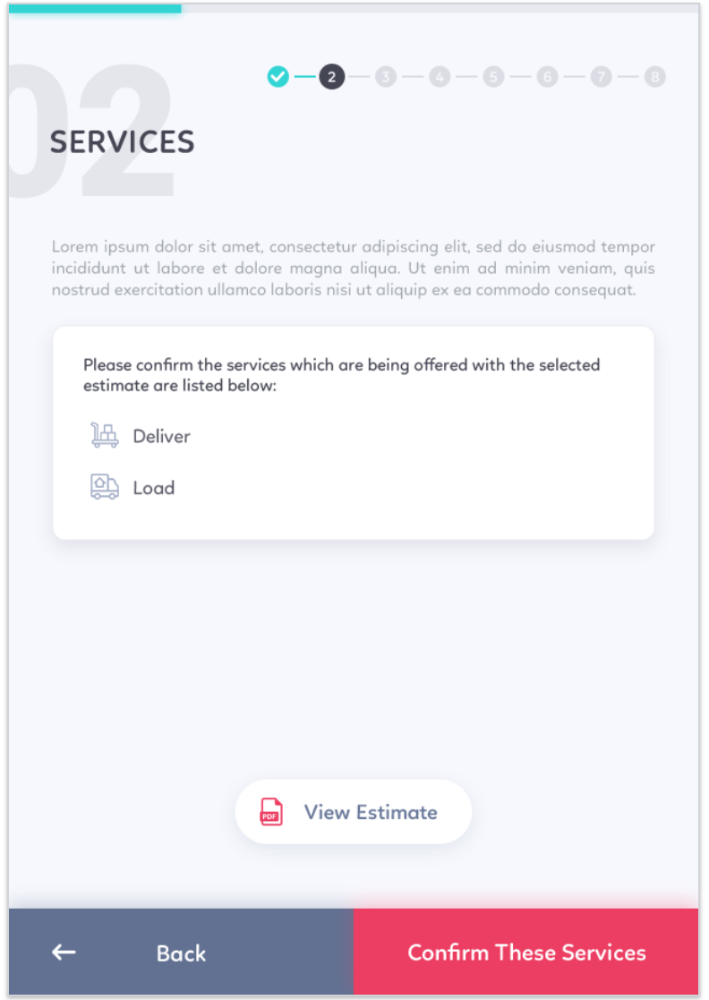 02
2 3 4 5 6 7 8
SERVICES
Lorem ipsum dolor sit amet, consectetur adipiscing elit, sed do eiusmod tempor
incididunt ut labore et dolore magna aliqua. Ut enim ad minim veniam, quis
nostrud exercitation ullamco laboris nisi ut aliquip ex ea commodo consequat.
Please confirm the services which are being offered with the selected
estimate are listed below:
Deliver
Load
PDF View Estimate
Back Confirm These Services